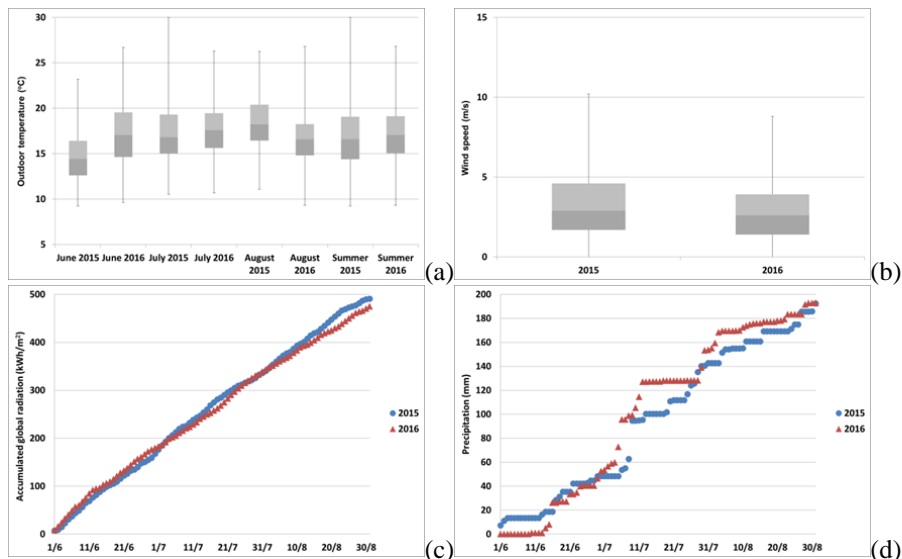 30
25
20
15
10
5
Outdoor temperature (°C)
June 2015 June 2016 July 2015 July 2016 August 2015 August 2016 Summer 2015 Summer 2016
(a)
15
10
5
0
Wind speed (m/s)
2015 2016
(b)
500
400
300
200
100
0
Accumulated global radiation (kWh/m²)
1/6 11/6 21/6 1/7 11/7 21/7 31/7 10/8 20/8 30/8
2015
2016
(c)
200
180
160
140
120
100
80
60
40
20
0
Precipitation (mm)
1/6 11/6 21/6 1/7 11/7 21/7 31/7 10/8 20/8 30/8
2015
2016
(d)